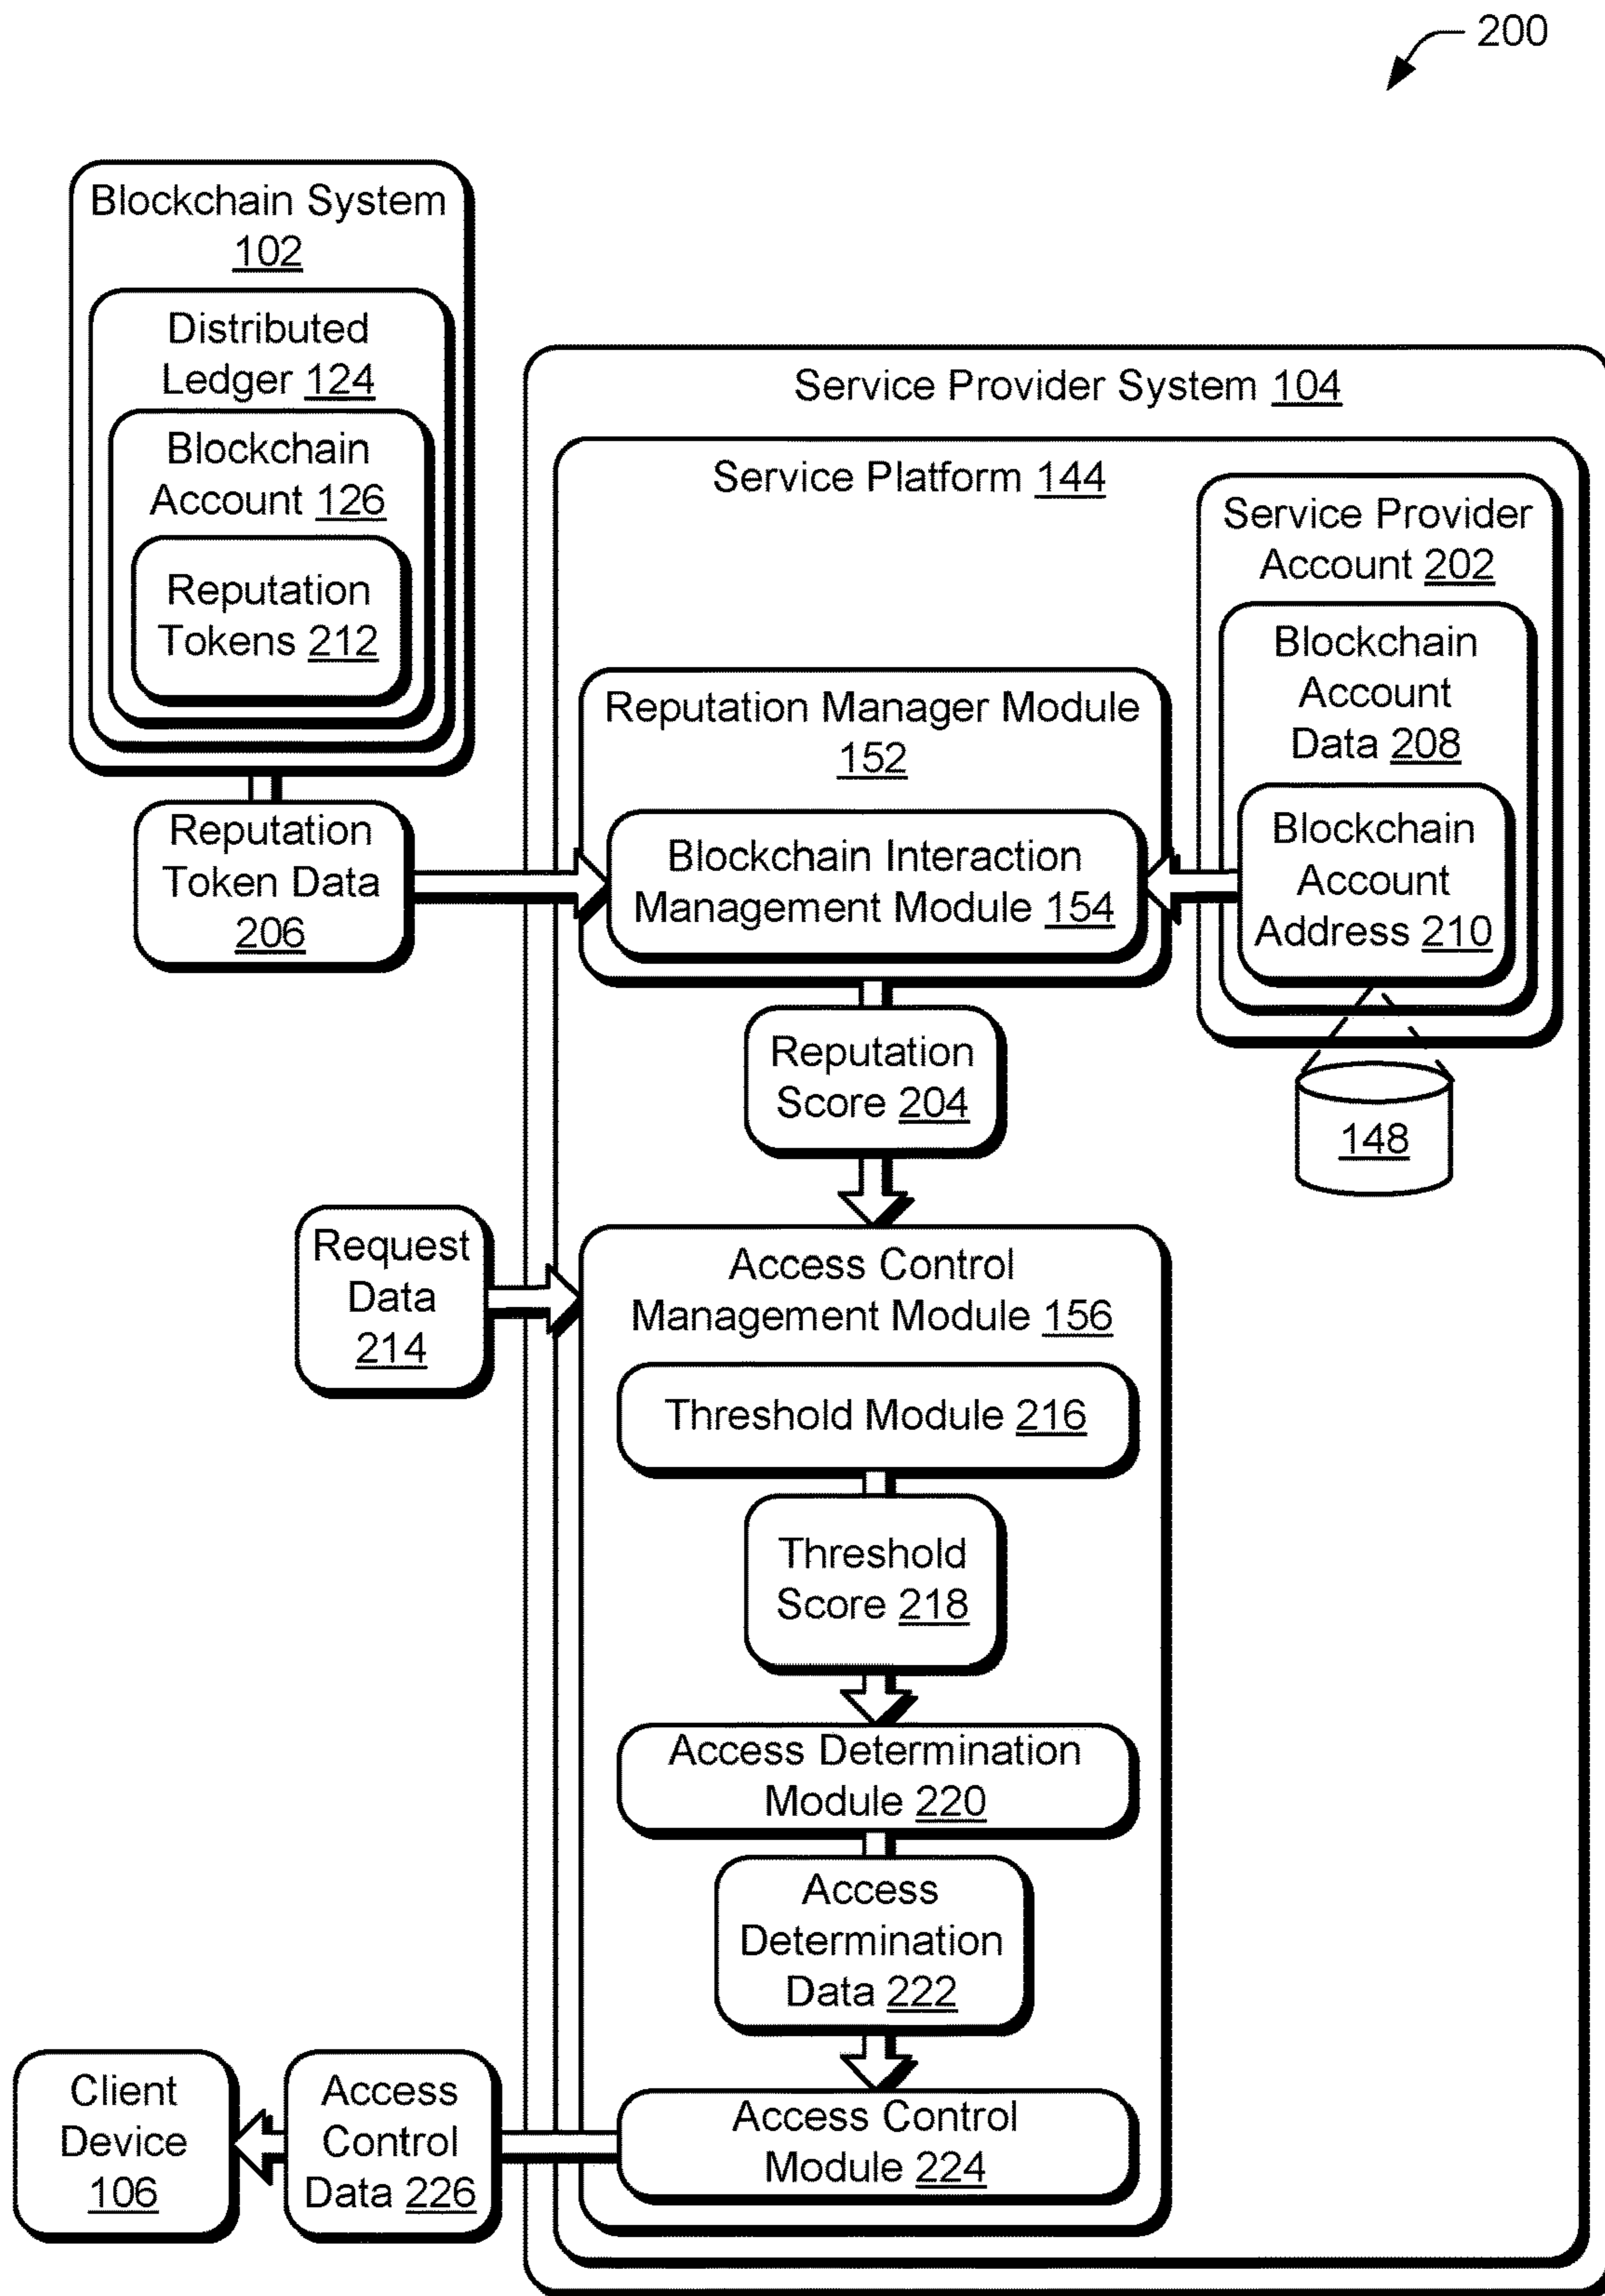 200
Blockchain System
102
Distributed
Ledger 124
Blockchain
Account 126
Reputation
Tokens 212
Reputation
Token Data
206
Service Provider System 104
Service Platform 144
Service Provider
Account 202
Blockchain
Account
Data 208
Blockchain
Account
Address 210
148
Reputation Manager Module
152
Blockchain Interaction
Management Module 154
Reputation
Score 204
Request
Data
214
Access Control
Management Module 156
Threshold Module 216
Threshold
Score 218
Access Determination
Module 220
Access
Determination
Data 222
Access Control
Module 224
Access
Control
Data 226
Client
Device
106